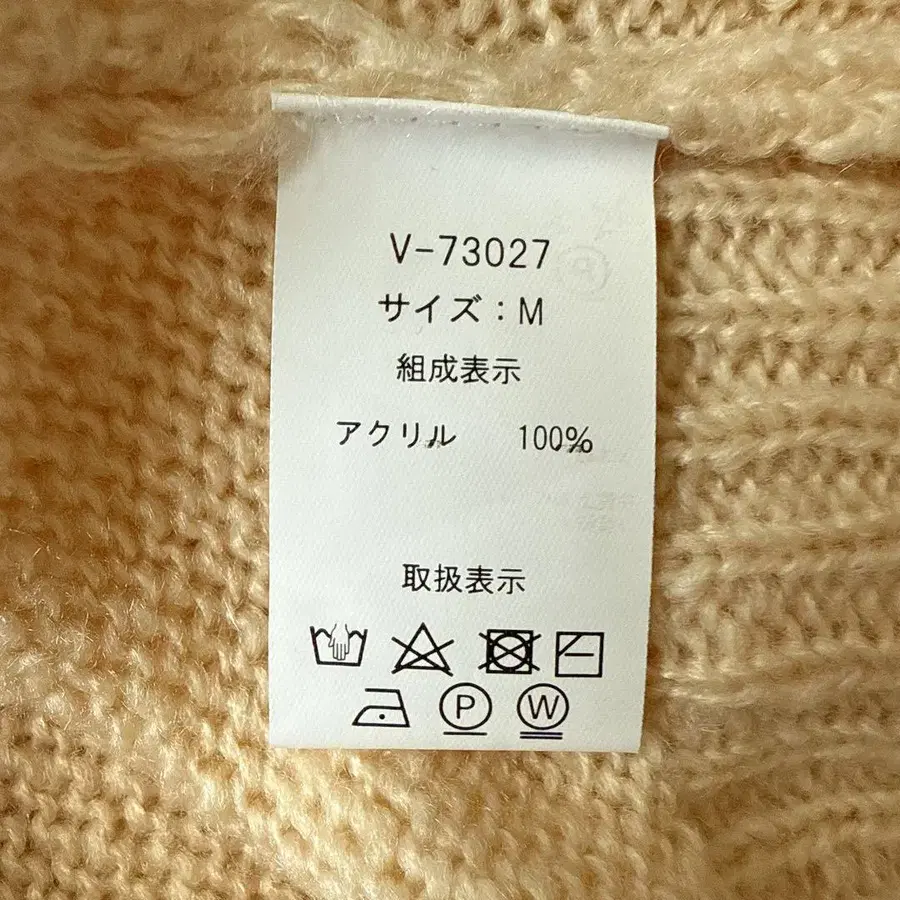 V-73027
サイズ：M
組成表示
アクリル 100%
取扱表示
P W